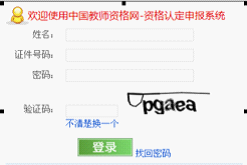 欢迎使用中国教师资格网-资格认定申报系统
姓名：
证件号码：
密码：
验证码： pgaea
不清楚换一个
登录 找回密码